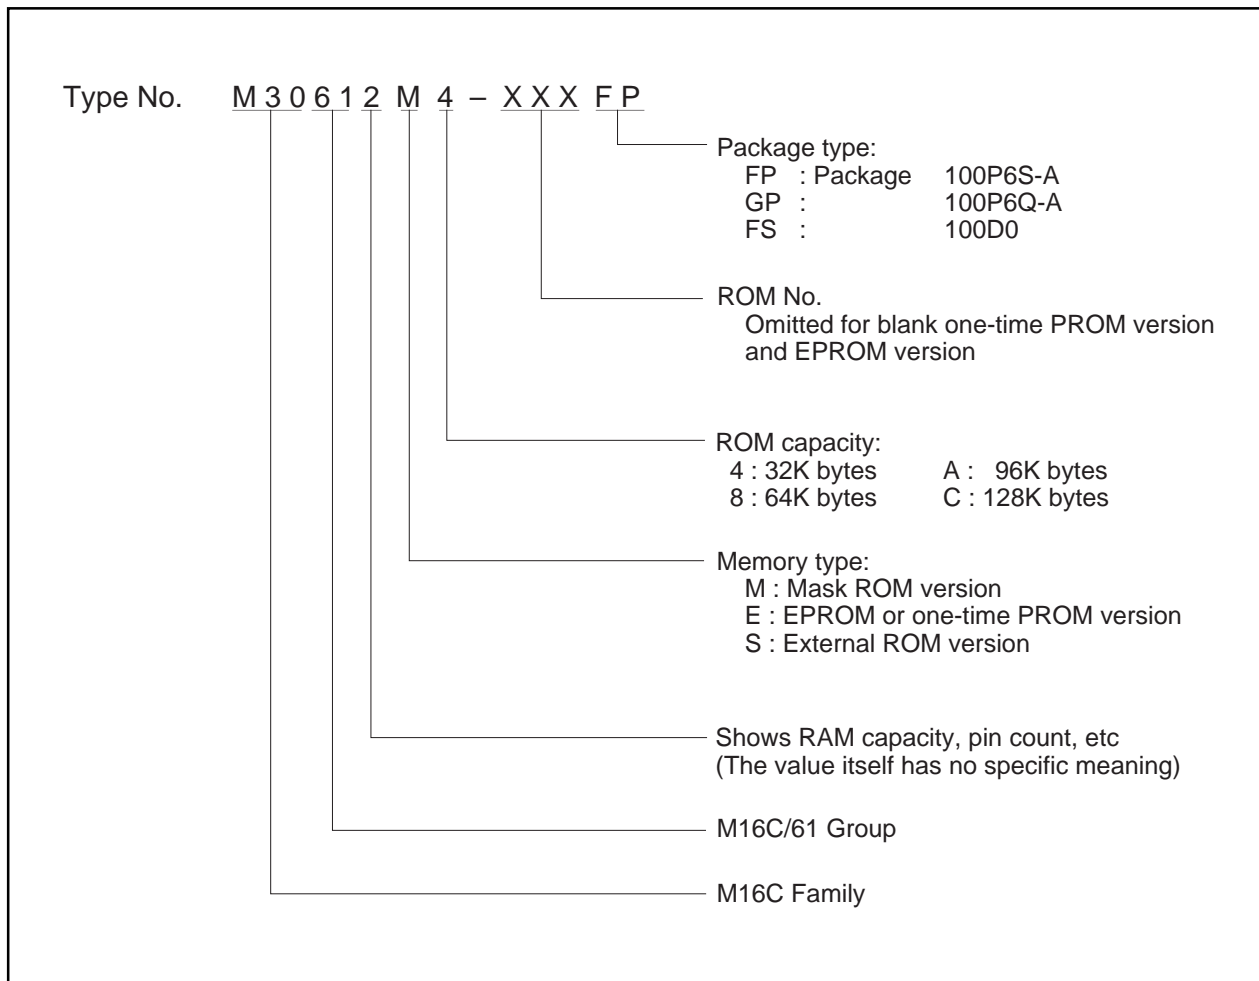 Type No. M 3 0 6 1 2 M 4 – X X X F P
Package type:
FP : Package 100P6S-A
GP : 100P6Q-A
FS : 100D0
ROM No.
Omitted for blank one-time PROM version
and EPROM version
ROM capacity:
4 : 32K bytes A : 96K bytes
8 : 64K bytes C : 128K bytes
Memory type:
M : Mask ROM version
E : EPROM or one-time PROM version
S : External ROM version
Shows RAM capacity, pin count, etc
(The value itself has no specific meaning)
M16C/61 Group
M16C Family